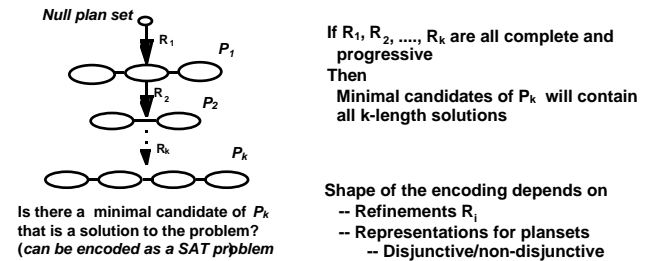 Null plan set
R1
P1
R2
P2
Rk
Pk
Is there a minimal candidate of Pk
that is a solution to the problem?
(can be encoded as a SAT problem
If R1, R2, ...., Rk are all complete and
progressive
Then
Minimal candidates of Pk will contain
all k-length solutions
Shape of the encoding depends on
-- Refinements Ri
-- Representations for plansets
-- Disjunctive/non-disjunctive